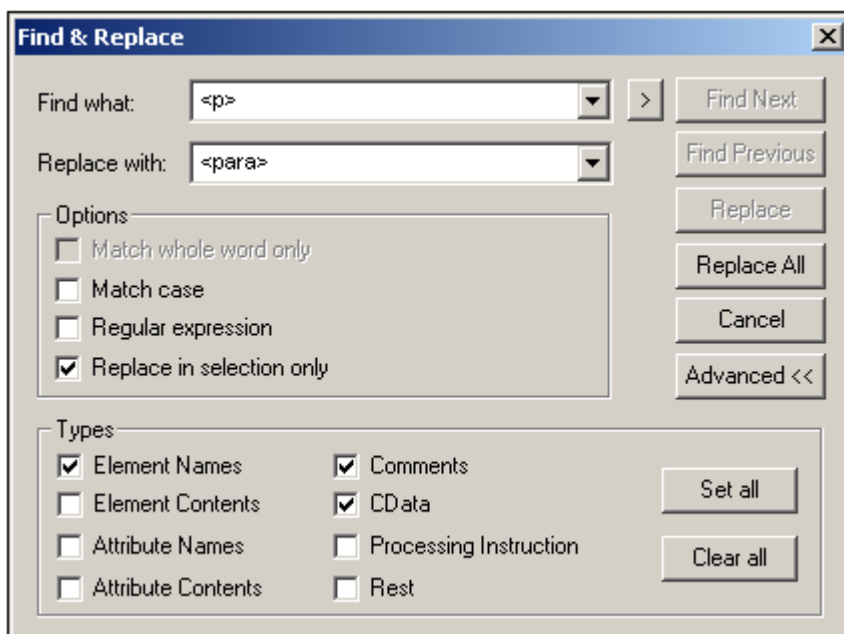 Find & Replace
Find what: <p> > Find Next
Replace with: <para> Find Previous
Options Replace
Match whole word only
Match case Replace All
Regular expression Cancel
Replace in selection only Advanced <<
Types
Element Names Comments
Element Contents CData Set all
Attribute Names Processing Instruction Clear all
Attribute Contents Rest